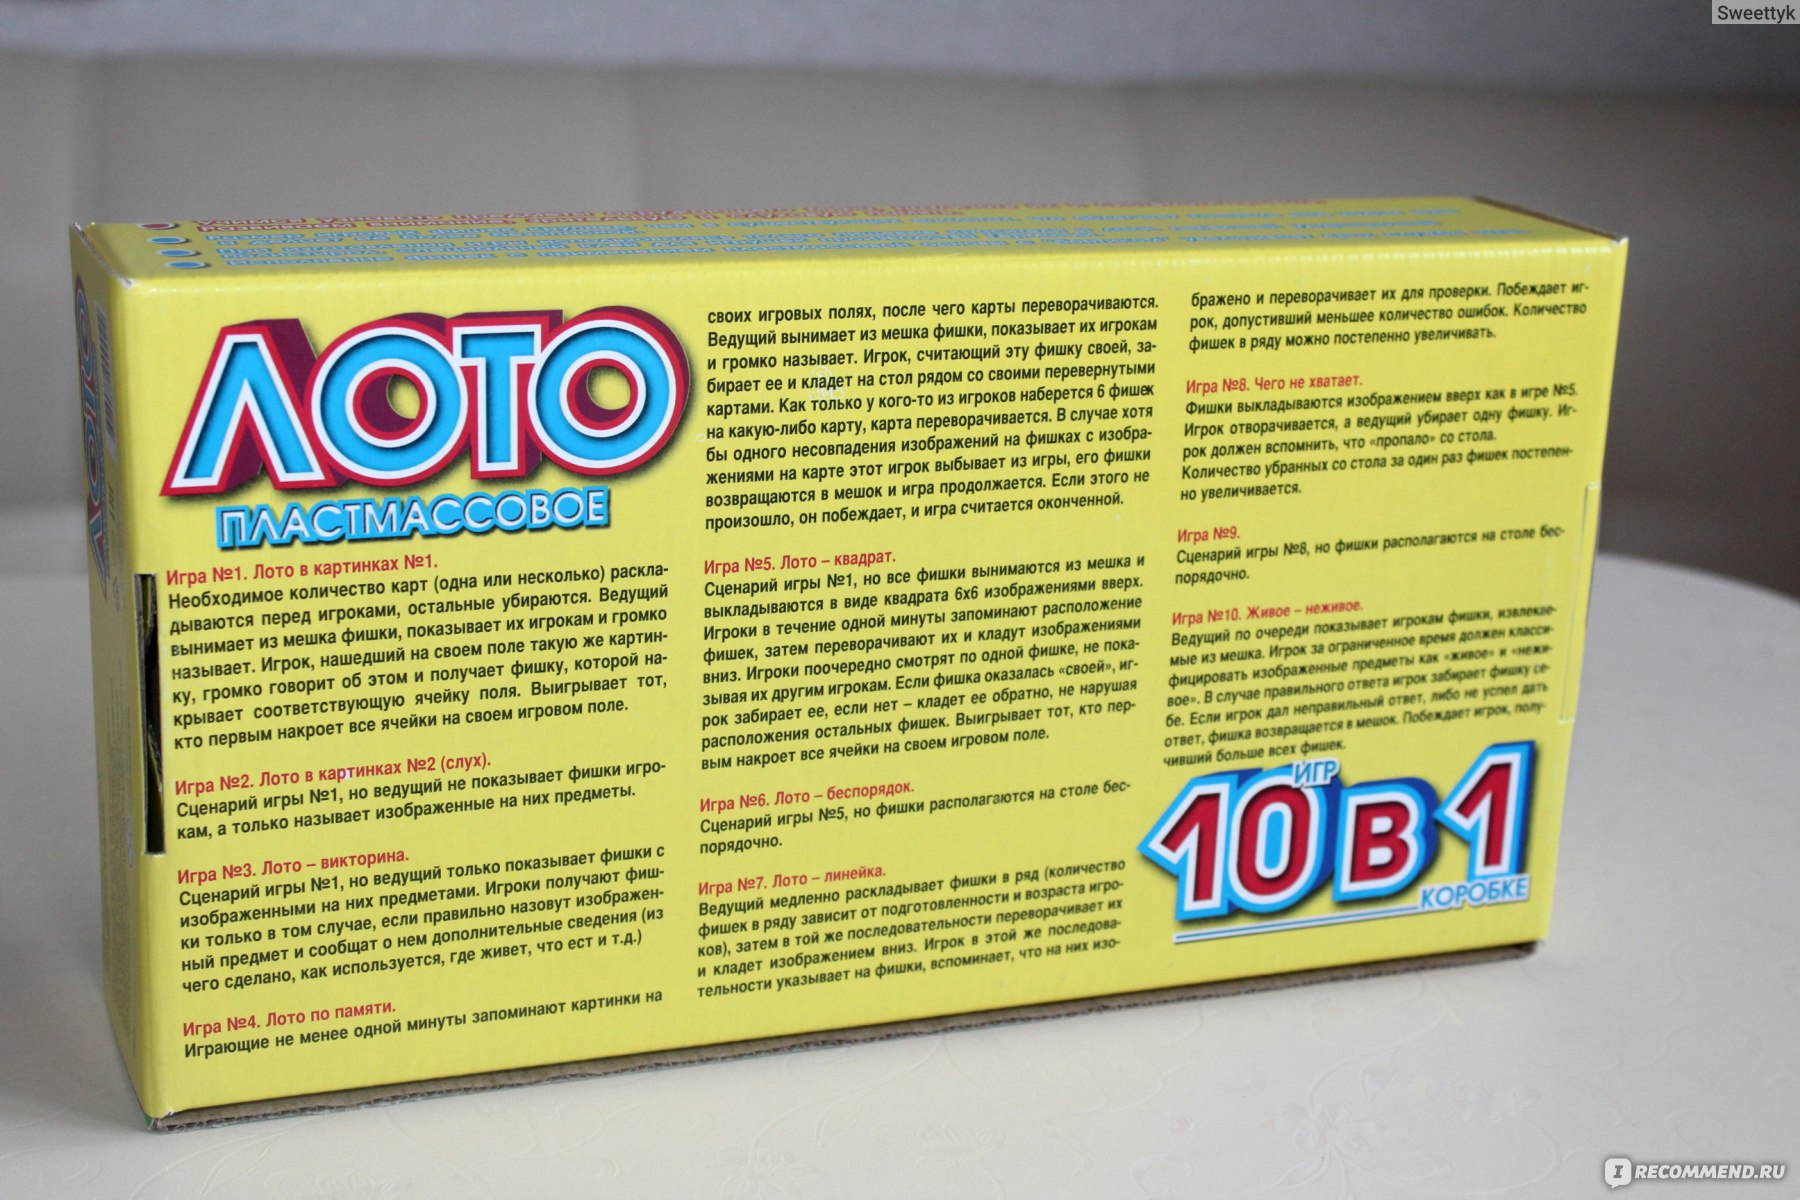 Sweettyk
ЛОТО
ПЛАСТМАССОВОЕ
Игра №1. Лото в картинках №1.
Необходимое количество карт (одна или несколько) раскла-
дываются перед игроками, остальные убираются. Ведущий
вынимает из мешка фишки, показывает их игрокам и громко
называет. Игрок, нашедший на своем поле такую же картин-
ку, громко говорит об этом и получает фишку, которой на-
крывает соответствующую ячейку поля. Выигрывает тот,
кто первым накроет все ячейки на своем игровом поле.
Игра №2. Лото в картинках №2 (слух).
Сценарий игры №1, но ведущий не показывает фишки игро-
кам, а только называет изображенные на них предметы.
Игра №3. Лото – викторина.
Сценарий игры №1, но ведущий только показывает фишки с
изображенными на них предметами. Игроки получают фиш-
ки только в том случае, если правильно назовут изображен-
ный предмет и сообщат о нем дополнительные сведения (из
чего сделано, как используется, где живет, что ест и т.д.)
Игра №4. Лото по памяти.
Играющие не менее одной минуты запоминают картинки на
своих игровых полях, после чего карты переворачиваются.
Ведущий вынимает из мешка фишки, показывает их игрокам
и громко называет. Игрок, считающий эту фишку своей, за-
бирает ее и кладет на стол рядом со своими перевернутыми
картами. Как только у кого-то из игроков наберется 6 фишек
на какую-либо карту, карта переворачивается. В случае хотя
бы одного несовпадения изображений на фишках с изобра-
жениями на карте этот игрок выбывает из игры, его фишки
возвращаются в мешок и игра продолжается. Если этого не
произошло, он побеждает, и игра считается оконченной.
Игра №5. Лото – квадрат.
Сценарий игры №1, но все фишки вынимаются из мешка и
выкладываются в виде квадрата 6х6 изображениями вверх.
Игроки в течение одной минуты запоминают расположение
фишек, затем переворачивают их и кладут изображениями
вниз. Игроки поочередно смотрят по одной фишке, не пока-
зывая их другим игрокам. Если фишка оказалась «своей», иг-
рок забирает ее, если нет – кладет ее обратно, не нарушая
расположения остальных фишек. Выигрывает тот, кто пер-
вым накроет все ячейки на своем игровом поле.
Игра №6. Лото – беспорядок.
Сценарий игры №5, но фишки располагаются на столе бес-
порядочно.
Игра №7. Лото – линейка.
Ведущий медленно раскладывает фишки в ряд (количество
фишек в ряду зависит от подготовленности и возраста игро-
ков), затем в той же последовательности переворачивает их
и кладет изображением вниз. Игрок в этой же последова-
тельности указывает на фишки, вспоминает, что на них изо-
бражено и переворачивает их для проверки. Побеждает иг-
рок, допустивший меньшее количество ошибок. Количество
фишек в ряду можно постепенно увеличивать.
Игра №8. Чего не хватает.
Фишки выкладываются изображением вверх как в игре №5.
Игрок отворачивается, а ведущий убирает одну фишку. Иг-
рок должен вспомнить, что «пропало» со стола.
Количество убранных со стола за один раз фишек постепен-
но увеличивается.
Игра №9.
Сценарий игры №8, но фишки располагаются на столе бес-
порядочно.
Игра №10. Живое – неживое.
Ведущий по очереди показывает игрокам фишки, извлекае-
мые из мешка. Игрок за ограниченное время должен класси-
фицировать изображенные предметы как «живое» и «нежи-
вое». В случае правильного ответа игрок забирает фишку се-
бе. Если игрок дал неправильный ответ, либо не успел дать
ответ, фишка возвращается в мешок. Побеждает игрок, полу-
чивший больше всех фишек.
ИГР
10 В 1
КОРОБКЕ
ЛОТО
I RECOMMEND.RU